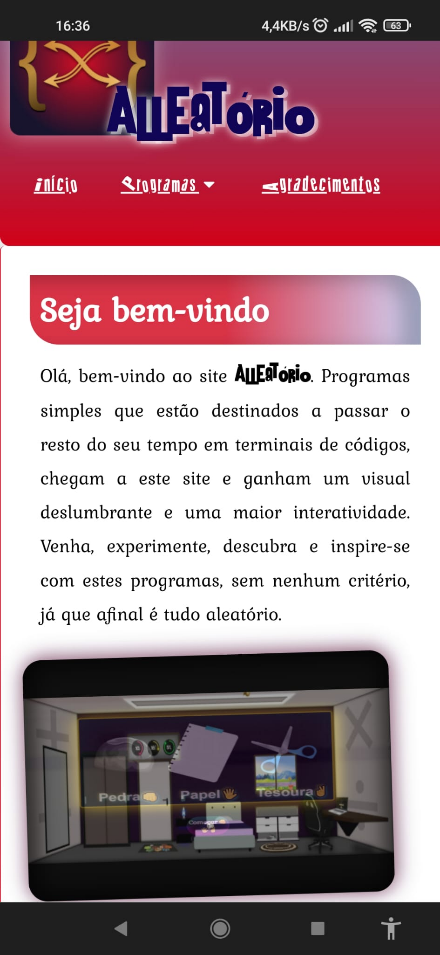 16:36
4,4KB/s
63
ALLEATÓRIO
início
Programas
Agradecimentos
Seja bem-vindo
Olá, bem-vindo ao site ALLEATÓRIO. Programas
simples que estão destinados a passar o
resto do seu tempo em terminais de códigos,
chegam a este site e ganham um visual
deslumbrante e uma maior interatividade.
Venha, experimente, descubra e inspire-se
com estes programas, sem nenhum critério,
já que afinal é tudo aleatório.
Pedra✊ Papel🖐 Tesoura✌